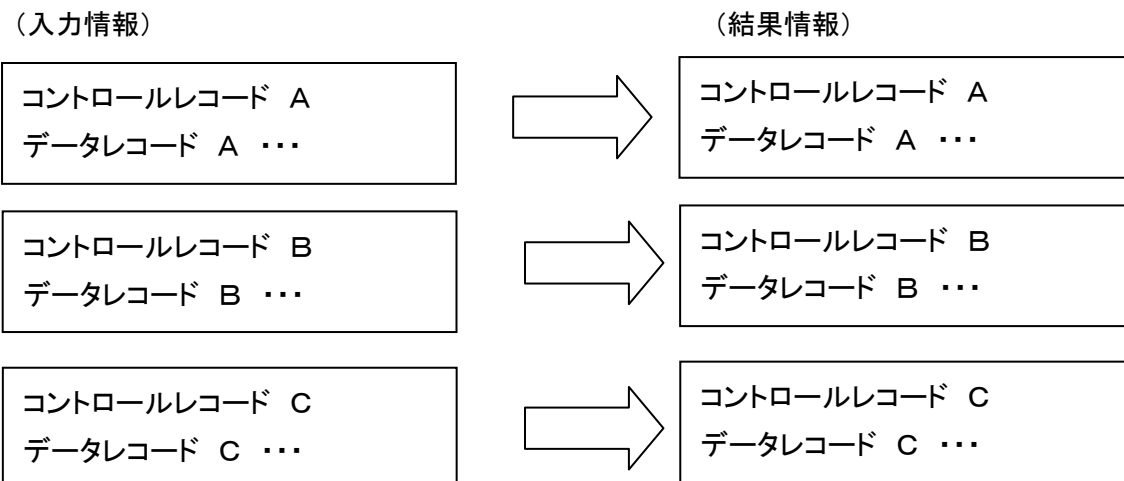 （入力情報）
（結果情報）
コントロールレコード　Ａ
データレコード　Ａ　・・・
コントロールレコード　Ａ
データレコード　Ａ　・・・
コントロールレコード　Ｂ
データレコード　Ｂ　・・・
コントロールレコード　Ｂ
データレコード　Ｂ　・・・
コントロールレコード　Ｃ
データレコード　Ｃ　・・・
コントロールレコード　Ｃ
データレコード　Ｃ　・・・